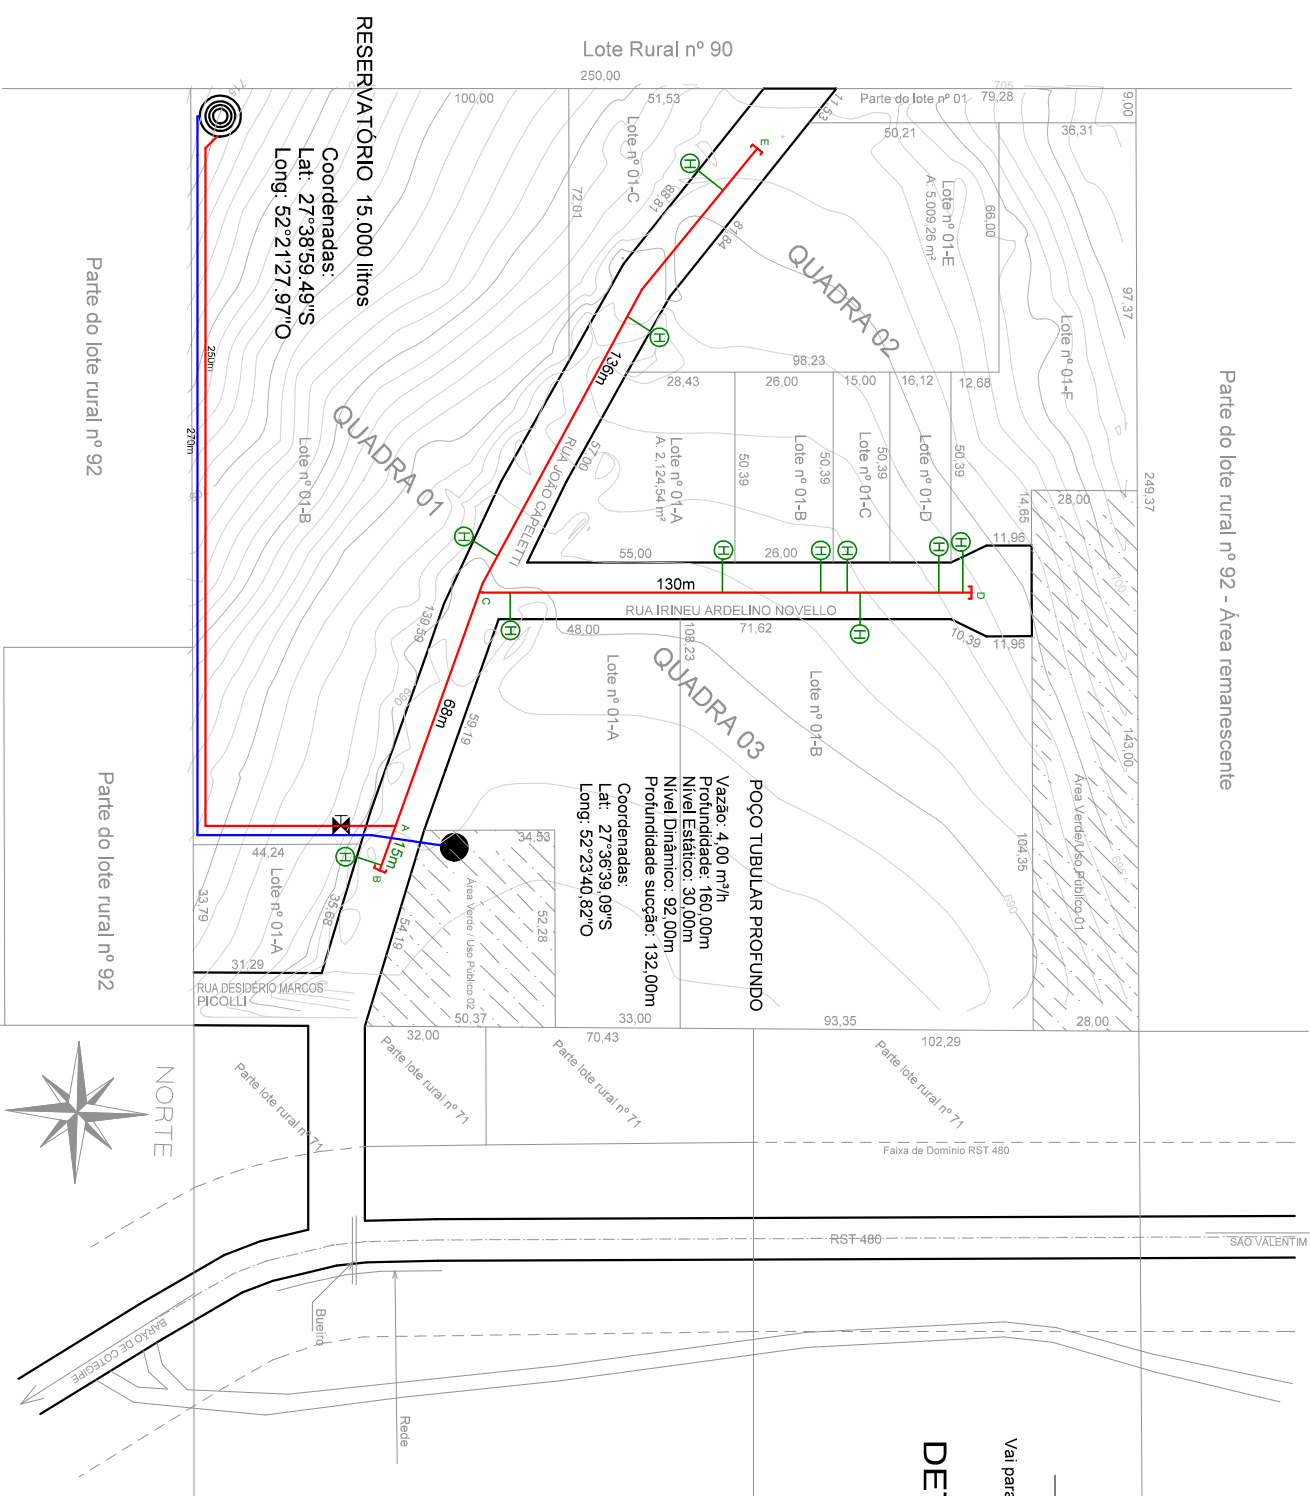 Lote Rural nº 90
250,00
100,00
51,53
11,53
Parte do lote nº 01
79,28
705
9,00
36,31
50,21
715
RESERVATÓRIO 15.000 litros
Coordenadas:
Lat: 27°38'59.49"S
Long: 52°21'27.97"O
Lote nº 01-C
72,01
88,81
81,84
E
H
H
QUADRA 02
Lote nº 01-E
A: 5.009,26 m²
66,00
97,37
Lote nº 01-F
Parte do lote rural nº 92
Parte do lote rural nº 92 - Área remanescente
250m
270m
136m
98,23
28,43
26,00
15,00
16,12
12,68
QUADRA 01
Lote nº 01-B
RUA JOÃO CAPELETTI
57,00
Lote nº 01-A
A: 2.124,54 m²
50,39
Lote nº 01-B
50,39
Lote nº 01-C
50,39
Lote nº 01-D
50,39
14,65
28,00
249,37
H
55,00
H
26,00
H
H
H
H
11,96
700
130m
C
D
RUA IRINEU ARDELINO NOVELLO
H
48,00
108,23
71,62
H
10,39
11,96
139,59
690
68m
59,19
Lote nº 01-A
QUADRA 03
Lote nº 01-B
143,00
Parte do lote rural nº 92
POÇO TUBULAR PROFUNDO
Vazão: 4,00 m³/h
Profundidade: 160,00m
Nível Estático: 30,00m
Nível Dinâmico: 92,00m
Profundidade sucção: 132,00m
Coordenadas:
Lat: 27°36'39,09"S
Long: 52°23'40,82"O
Área Verde/Uso Público 01
104,35
695
690
A
15m
B
H
34,53
44,24
33,79
Lote nº 01-A
35,68
54,19
Área Verde / Uso Público 02
52,28
31,29
RUA DESIDÉRIO MARCOS
PICOLLI
50,37
33,00
93,35
28,00
32,00
70,43
102,29
Parte lote rural nº 71
Parte lote rural nº 71
Parte lote rural nº 71
Parte lote rural nº 71
NORTE
Faixa de Domínio RST 480
RST 480
SÃO VALENTIM
BARÃO DE COTEGIPE
Bueiro
Rede
Vai para
DE